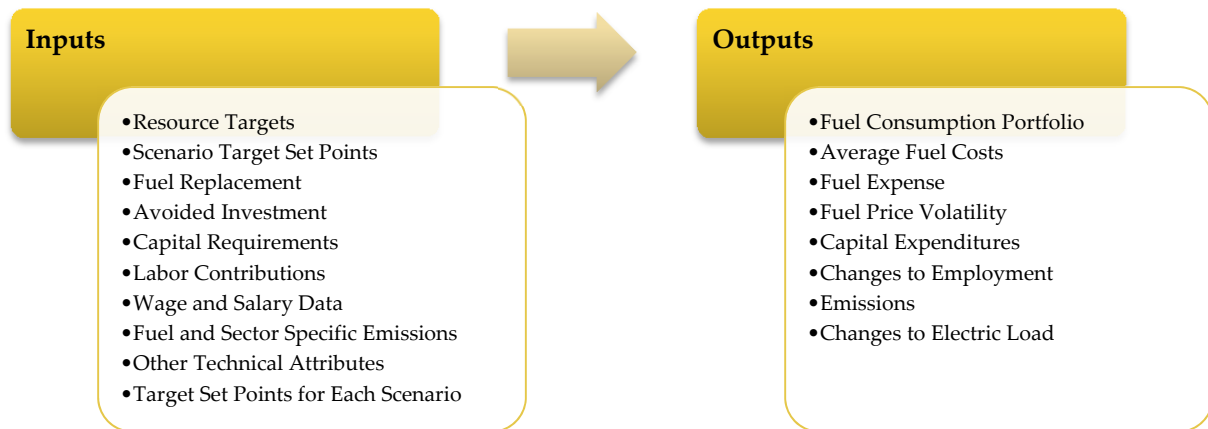 Inputs
•Resource Targets
•Scenario Target Set Points
•Fuel Replacement
•Avoided Investment
•Capital Requirements
•Labor Contributions
•Wage and Salary Data
•Fuel and Sector Specific Emissions
•Other Technical Attributes
•Target Set Points for Each Scenario
Outputs
•Fuel Consumption Portfolio
•Average Fuel Costs
•Fuel Expense
•Fuel Price Volatility
•Capital Expenditures
•Changes to Employment
•Emissions
•Changes to Electric Load